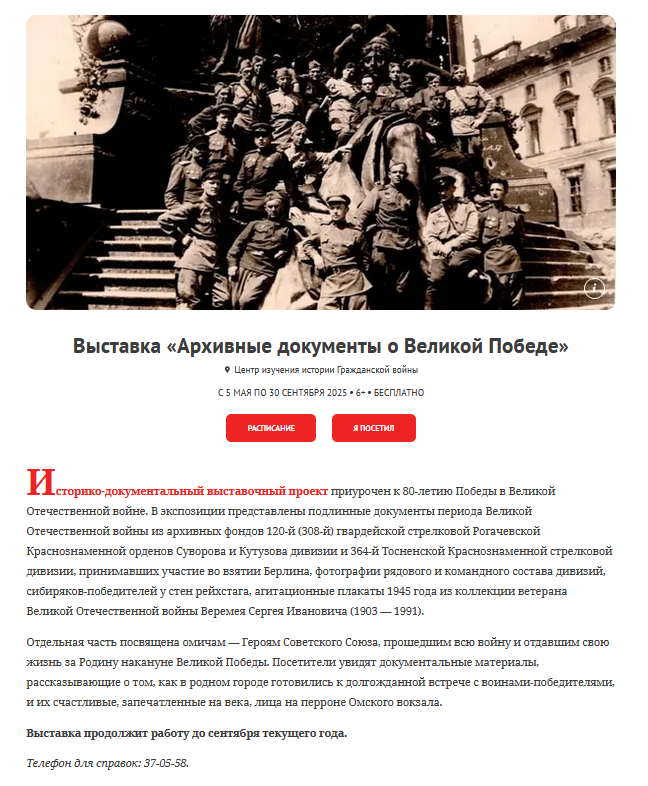 Выставка «Архивные документы о Великой Победе»
Центр изучения истории Гражданской войны
С 5 МАЯ ПО 30 СЕНТЯБРЯ 2025 • 6+ • БЕСПЛАТНО
РАСПИСАНИЕ
Я ПОСЕТИЛ
Историко-документальный выставочный проект приурочен к 80-летию Победы в Великой
Отечественной войне. В экспозиции представлены подлинные документы периода Великой
Отечественной войны из архивных фондов 120-й (308-й) гвардейской стрелковой Рогачевской
Краснознаменной орденов Суворова и Кутузова дивизии и 364-й Тосненской Краснознаменной стрелковой
дивизии, принимавших участие во взятии Берлина, фотографии рядового и командного состава дивизий,
сибиряков-победителей у стен рейхстага, агитационные плакаты 1945 года из коллекции ветерана
Великой Отечественной войны Веремея Сергея Ивановича (1903 — 1991).
Отдельная часть посвящена омичам — Героям Советского Союза, прошедшим всю войну и отдавшим свою
жизнь за Родину накануне Великой Победы. Посетители увидят документальные материалы,
рассказывающие о том, как в родном городе готовились к долгожданной встрече с воинами-победителями,
и их счастливые, запечатленные на века, лица на перроне Омского вокзала.
Выставка продолжит работу до сентября текущего года.
Телефон для справок: 37-05-58.